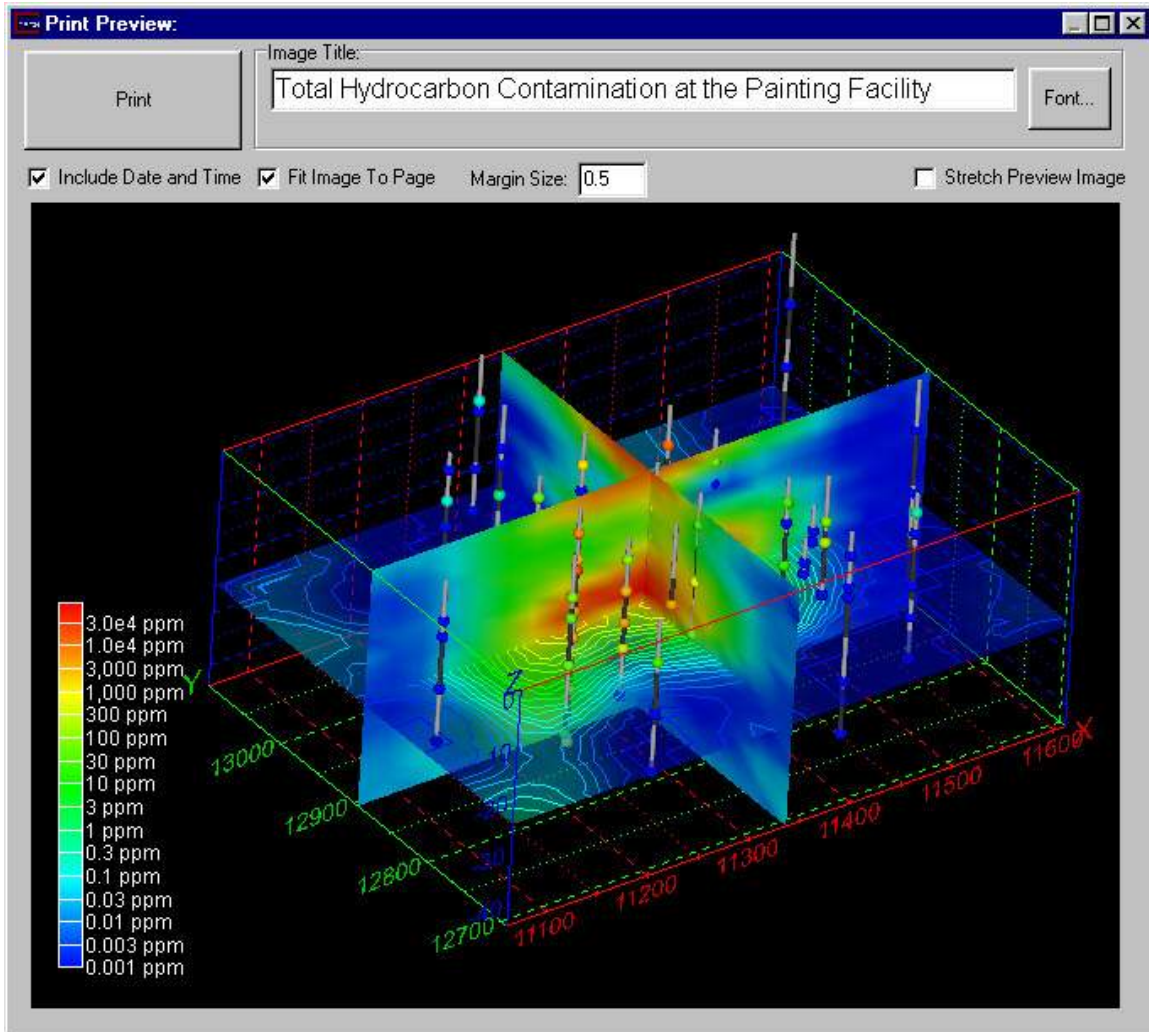 Print Preview:
Image Title:
Print
Total Hydrocarbon Contamination at the Painting Facility
Font...
Include Date and Time
Fit Image To Page
Margin Size: 0.5
Stretch Preview Image
3.0e4 ppm
1.0e4 ppm
3,000 ppm
1,000 ppm
300 ppm
100 ppm
30 ppm
10 ppm
3 ppm
1 ppm
0.3 ppm
0.1 ppm
0.03 ppm
0.01 ppm
0.003 ppm
0.001 ppm
Y
13000
12900
12800
12700
Z
0
-30
-40
11100
11200
11300
11400
11500
11600
X